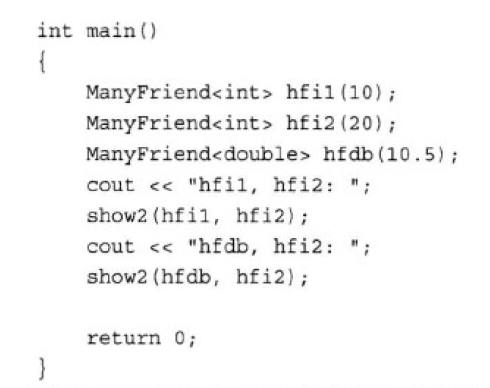 int main()
{
    ManyFriend<int> hfi1(10);
    ManyFriend<int> hfi2(20);
    ManyFriend<double> hfdb(10.5);
    cout << "hfi1, hfi2: ";
    show2(hfi1, hfi2);
    cout << "hfdb, hfi2: ";
    show2(hfdb, hfi2);

    return 0;
}